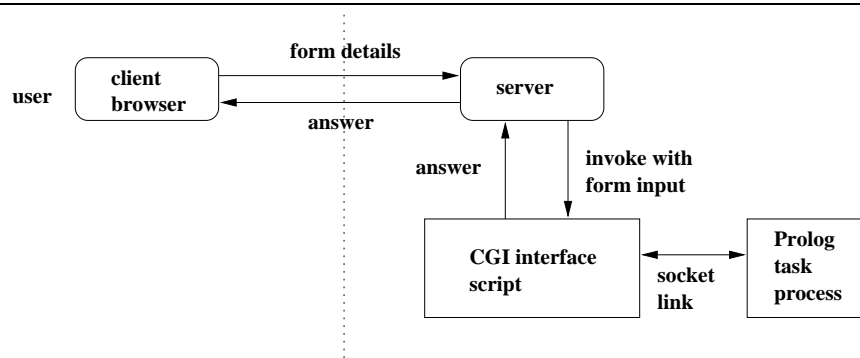 form details
client
browser
user
server
answer
answer
invoke with
form input
CGI interface
script
socket
link
Prolog
task
process